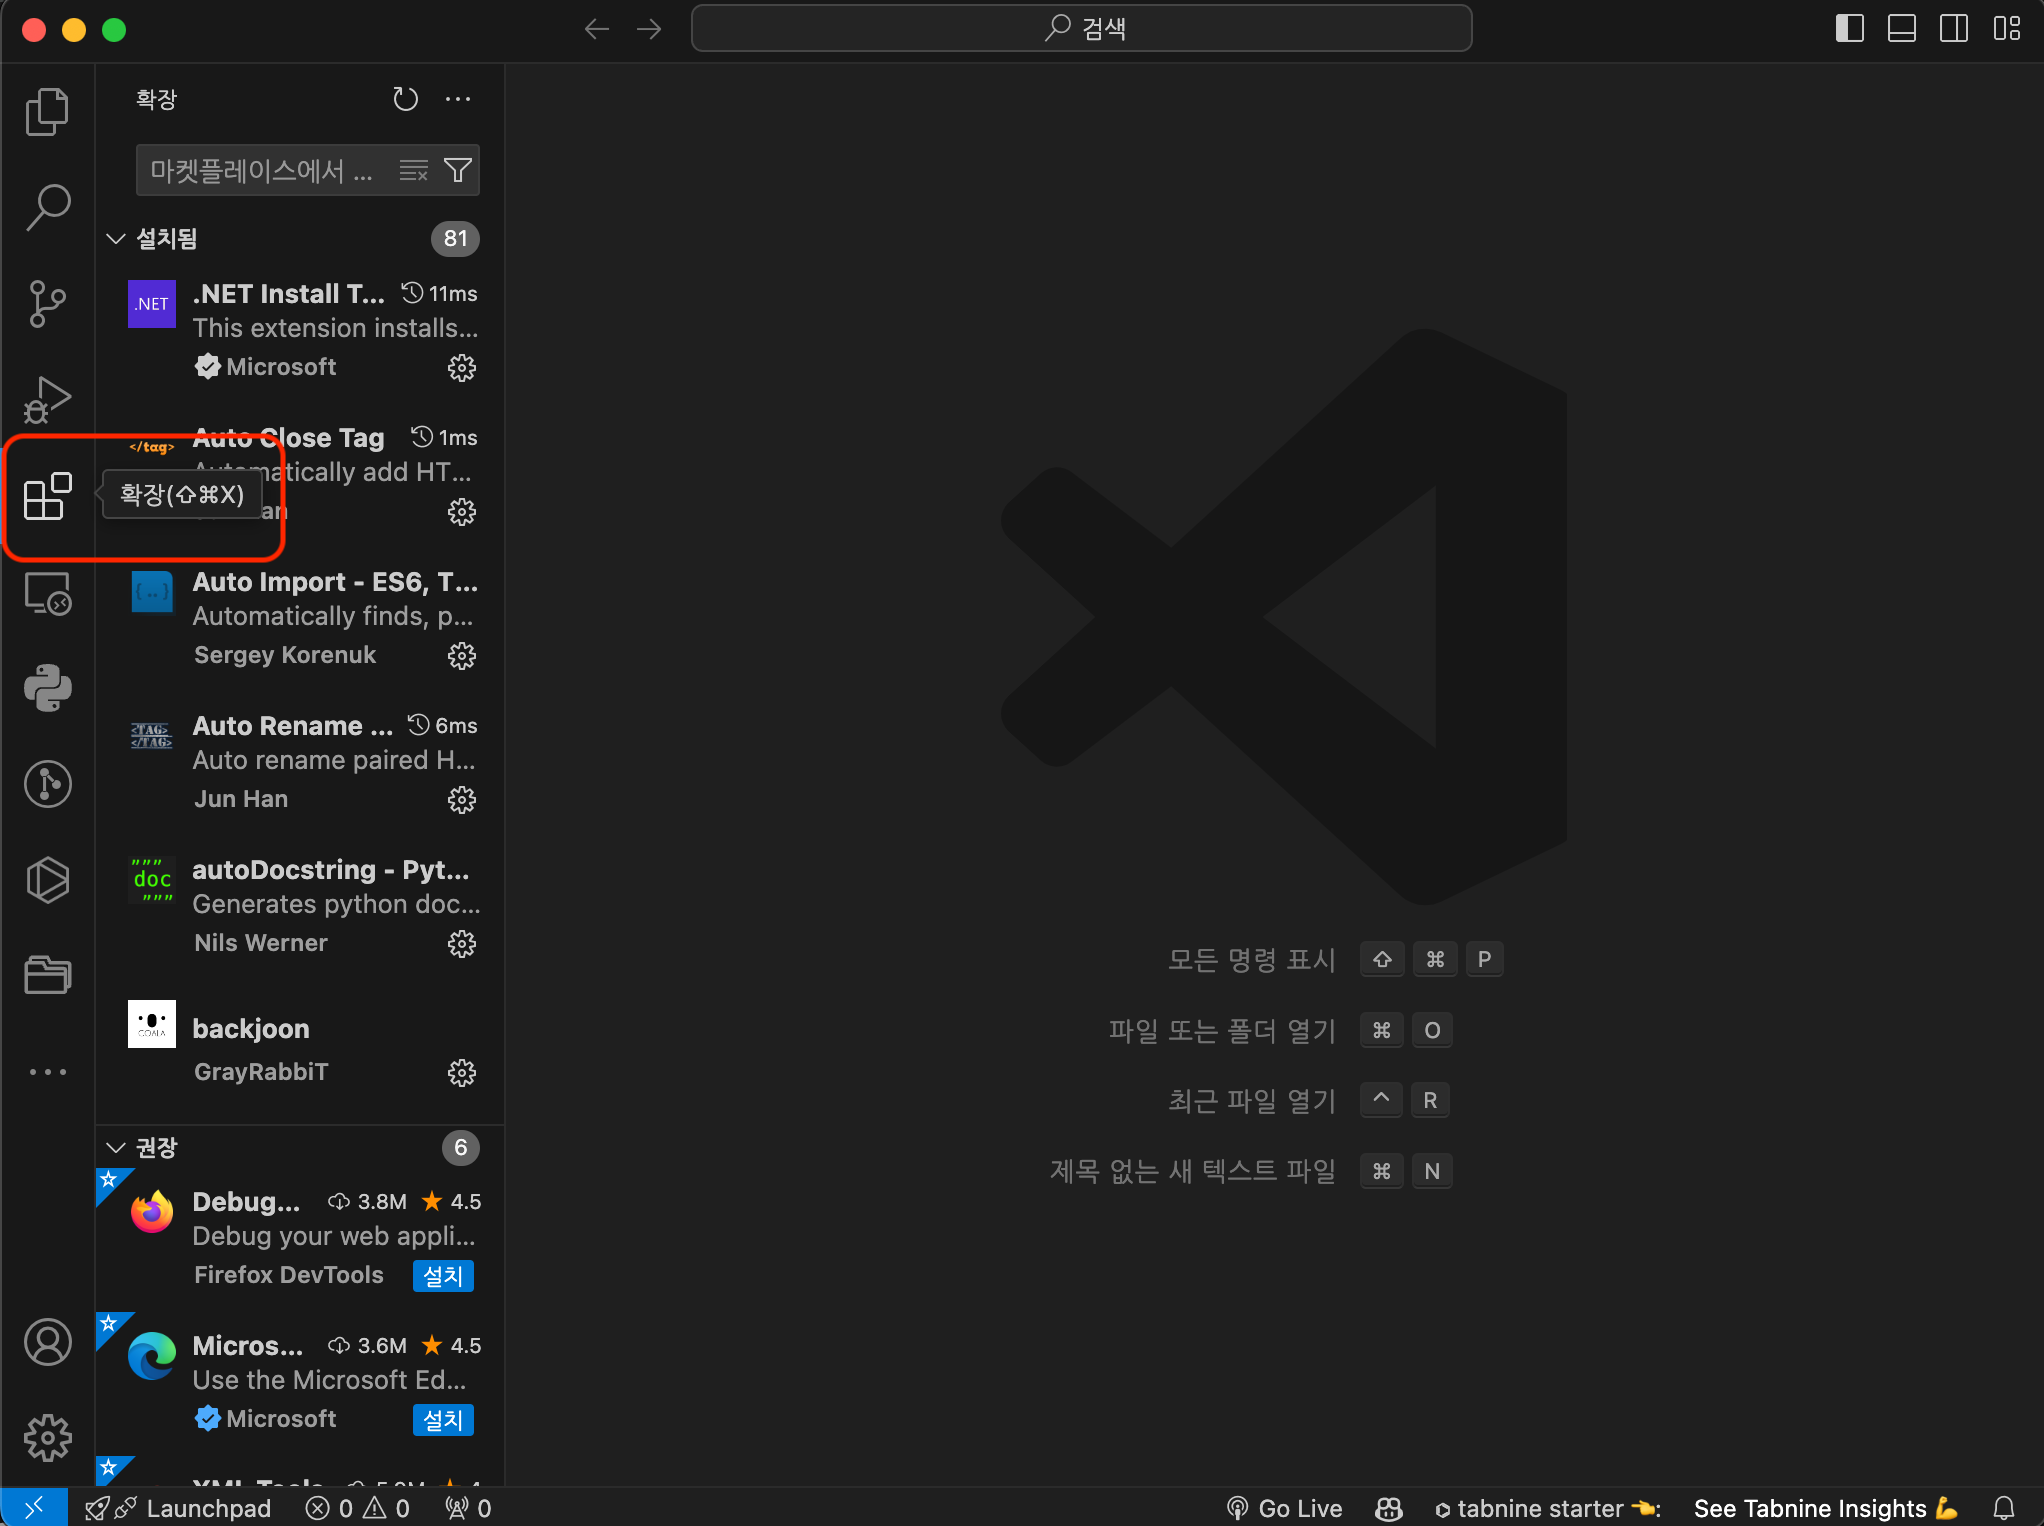 검색
확장
마켓플레이스에서 ...
설치됨 81
.NET
.NET Install T... 11ms
This extension installs...
Microsoft
</tag>
Auto Close Tag 1ms
Automatically add HT...
확장(⇧⌘X)
an
{..}
Auto Import - ES6, T...
Automatically finds, p...
Sergey Korenuk
<TAG>
</TAG>
Auto Rename ... 6ms
Auto rename paired H...
Jun Han
"""
doc
"""
autoDocstring - Pyt...
Generates python doc...
Nils Werner
COALA
backjoon
GrayRabbiT
모든 명령 표시 ⇧ ⌘ P
파일 또는 폴더 열기 ⌘ O
최근 파일 열기 ^ R
제목 없는 새 텍스트 파일 ⌘ N
권장 6
Debug... 3.8M ★ 4.5
Debug your web appli...
Firefox DevTools 설치
Micros... 3.6M ★ 4.5
Use the Microsoft Ed...
Microsoft 설치
XML Tools
Launchpad 0 0 0
Go Live tabnine starter 👈: See Tabnine Insights 💪